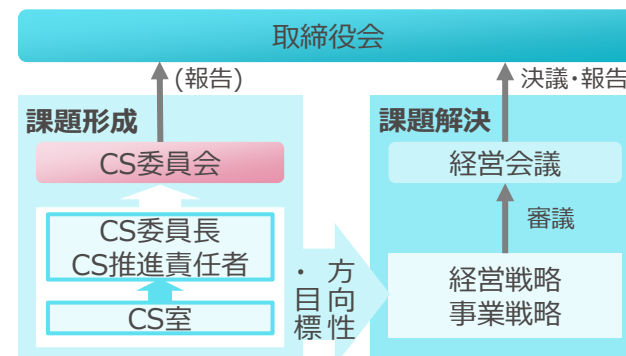 取締役会
(報告)
決議・報告
課題形成
CS委員会
CS委員長
CS推進責任者
CS室
方向性
・目標
課題解決
経営会議
審議
経営戦略
事業戦略